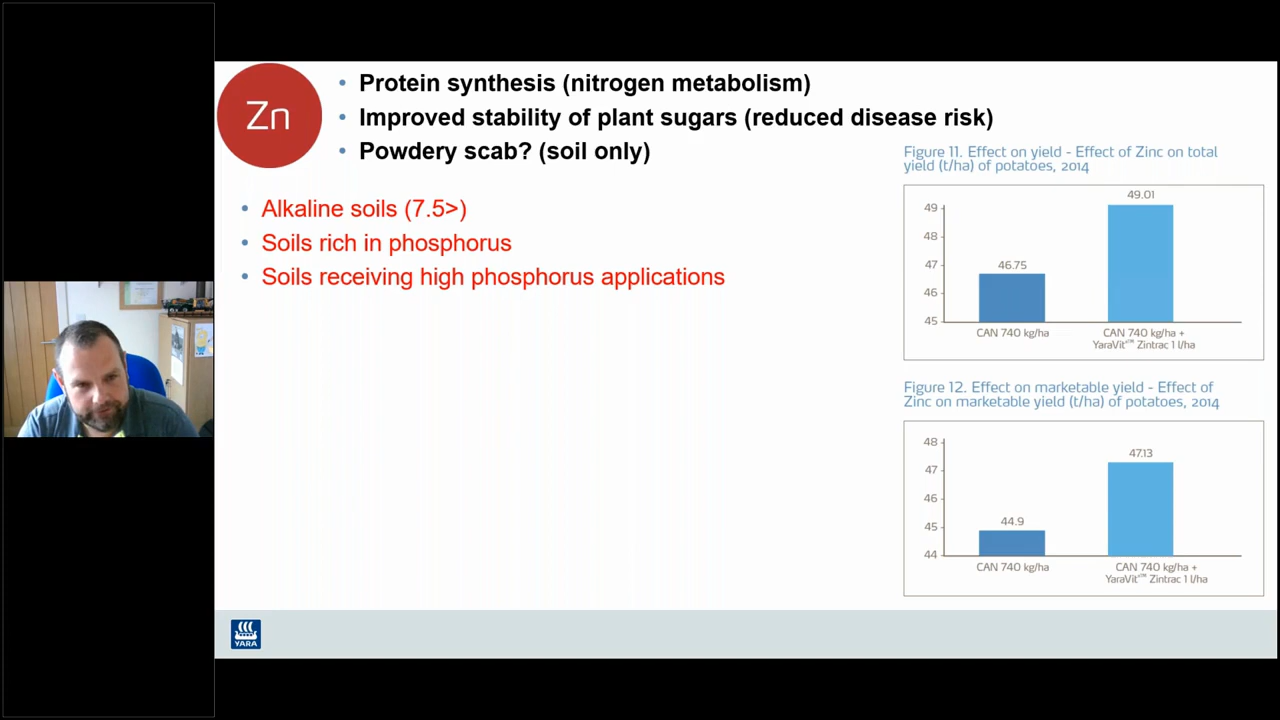 Zn
Protein synthesis (nitrogen metabolism)
Improved stability of plant sugars (reduced disease risk)
Powdery scab? (soil only)
Alkaline soils (7.5>)
Soils rich in phosphorus
Soils receiving high phosphorus applications
Figure 11. Effect on yield - Effect of Zinc on total
yield (t/ha) of potatoes, 2014
49
48
47
46
45
46.75
49.01
CAN 740 kg/ha
CAN 740 kg/ha +
YaraVit™ Zintrac 1 l/ha
Figure 12. Effect on marketable yield - Effect of
Zinc on marketable yield (t/ha) of potatoes, 2014
48
47
46
45
44
44.9
47.13
CAN 740 kg/ha
CAN 740 kg/ha +
YaraVit™ Zintrac 1 l/ha
YARA